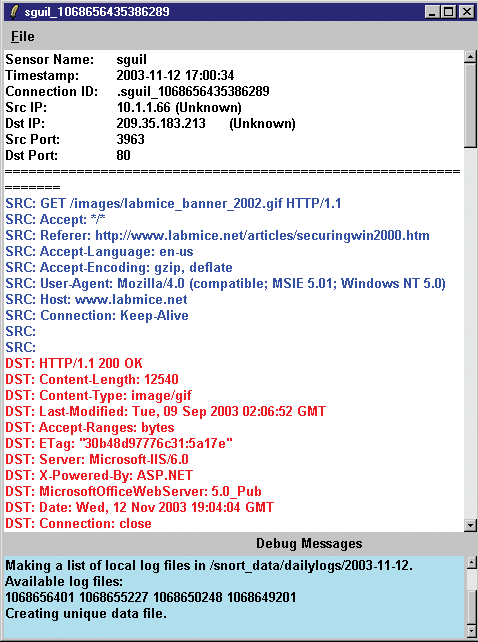 sguil_1068656435386289
File
Sensor Name: sguil
Timestamp: 2003-11-12 17:00:34
Connection ID: .sguil_1068656435386289
Src IP: 10.1.1.66 (Unknown)
Dst IP: 209.35.183.213 (Unknown)
Src Port: 3963
Dst Port: 80
==========================================================
=======
SRC: GET /images/labmice_banner_2002.gif HTTP/1.1
SRC: Accept: */*
SRC: Referer: http://www.labmice.net/articles/securingwin2000.htm
SRC: Accept-Language: en-us
SRC: Accept-Encoding: gzip, deflate
SRC: User-Agent: Mozilla/4.0 (compatible; MSIE 5.01; Windows NT 5.0)
SRC: Host: www.labmice.net
SRC: Connection: Keep-Alive
SRC:
SRC:
DST: HTTP/1.1 200 OK
DST: Content-Length: 12540
DST: Content-Type: image/gif
DST: Last-Modified: Tue, 09 Sep 2003 02:06:52 GMT
DST: Accept-Ranges: bytes
DST: ETag: "30b48d97776c31:5a17e"
DST: Server: Microsoft-IIS/6.0
DST: X-Powered-By: ASP.NET
DST: MicrosoftOfficeWebServer: 5.0_Pub
DST: Date: Wed, 12 Nov 2003 19:04:04 GMT
DST: Connection: close
Debug Messages
Making a list of local log files in /snort_data/dailylogs/2003-11-12.
Available log files:
1068656401 1068655227 1068650248 1068649201
Creating unique data file.